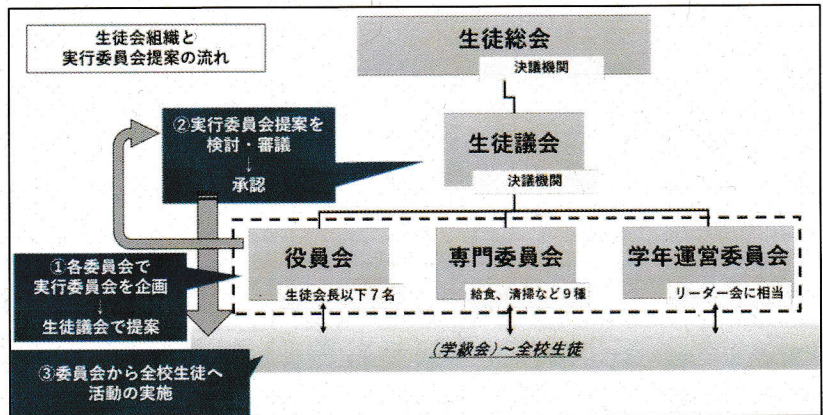 生徒会組織と
実行委員会提案の流れ
生徒総会
決議機関
②実行委員会提案を
検討・審議
↓
承認
生徒議会
決議機関
役員会
生徒会長以下７名
専門委員会
給食、清掃など９種
学年運営委員会
リーダー会に相当
①各委員会で
実行委員会を企画
↓
生徒議会で提案
(学級会)～全校生徒
③委員会から全校生徒へ
活動の実施